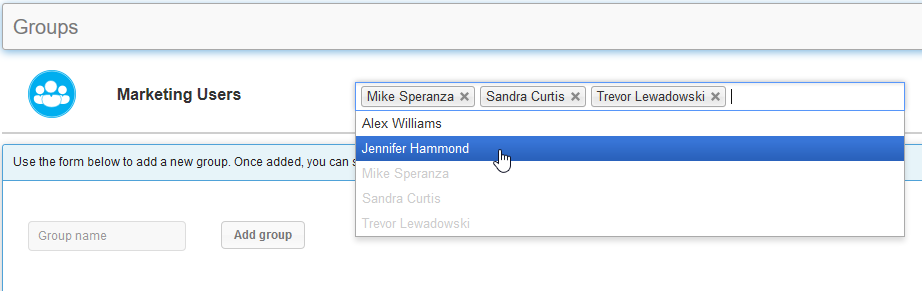 Groups
Marketing Users
Mike Speranza Sandra Curtis Trevor Lewadowski
Alex Williams
Jennifer Hammond
Mike Speranza
Sandra Curtis
Trevor Lewadowski
Use the form below to add a new group. Once added, you can s
Group name
Add group